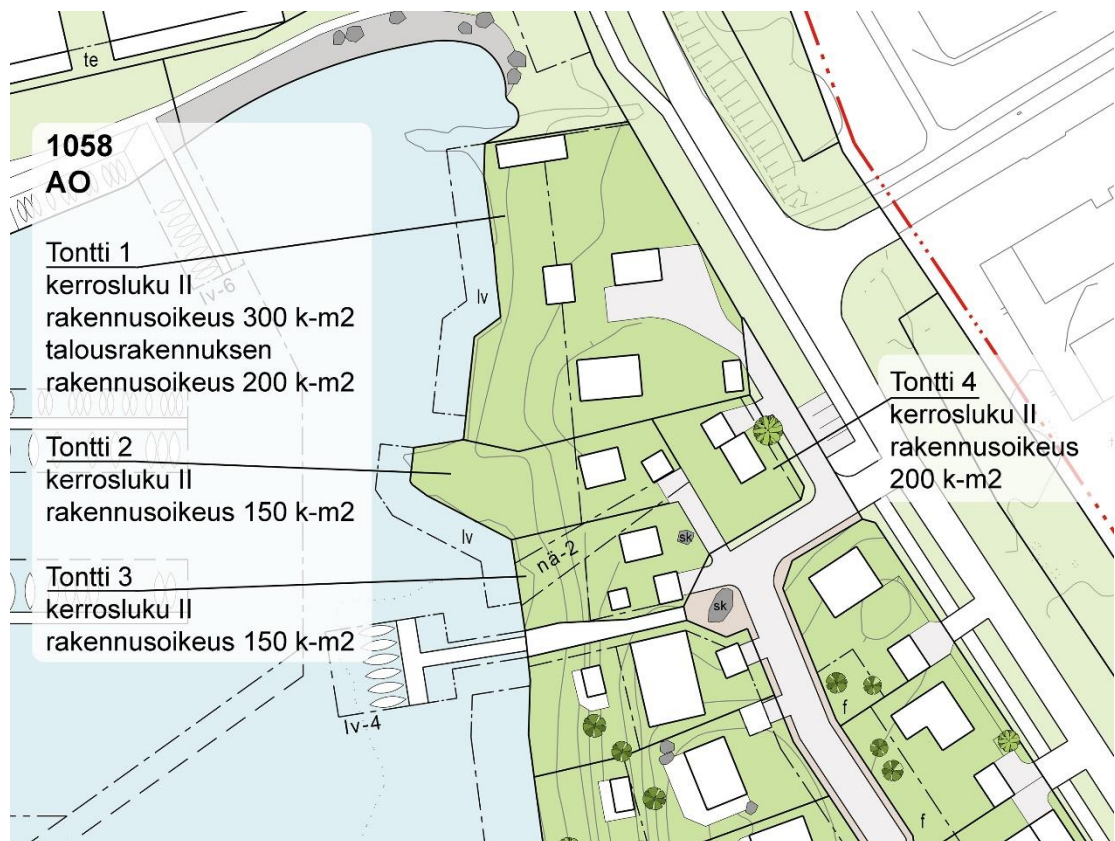 te
1058
AO
Tontti 1
kerrosluku II
rakennusoikeus 300 k-m2
talousrakennuksen
rakennusoikeus 200 k-m2
lv-6
lv
Tontti 4
kerrosluku II
rakennusoikeus
200 k-m2
Tontti 2
kerrosluku II
rakennusoikeus 150 k-m2
lv
sk
nä-2
Tontti 3
kerrosluku II
rakennusoikeus 150 k-m2
sk
lv-4
f
f